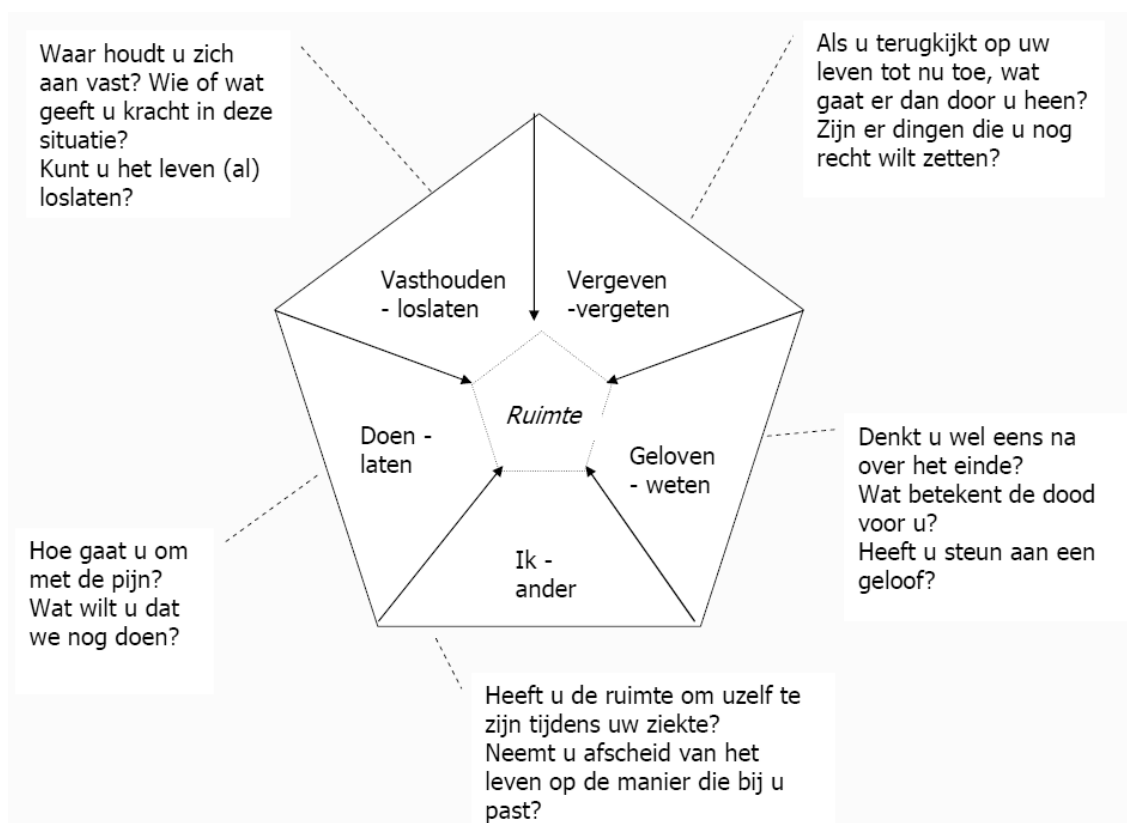 Waar houdt u zich
aan vast? Wie of wat
geeft u kracht in deze
situatie?
Kunt u het leven (al)
loslaten?
Als u terugkijkt op uw
leven tot nu toe, wat
gaat er dan door u heen?
Zijn er dingen die u nog
recht wilt zetten?
Vasthouden
- loslaten
Vergeven
-vergeten
Ruimte
Doen -
laten
Geloven
- weten
Ik -
ander
Denkt u wel eens na
over het einde?
Wat betekent de dood
voor u?
Heeft u steun aan een
geloof?
Hoe gaat u om
met de pijn?
Wat wilt u dat
we nog doen?
Heeft u de ruimte om uzelf te
zijn tijdens uw ziekte?
Neemt u afscheid van het
leven op de manier die bij u
past?